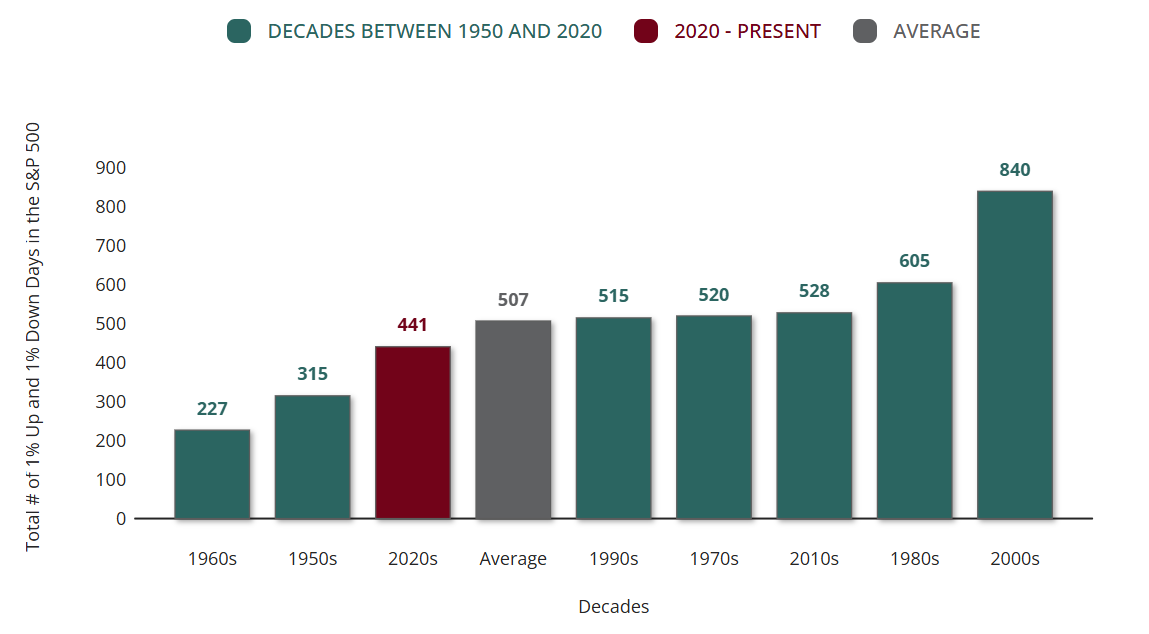 DECADES BETWEEN 1950 AND 2020
2020 - PRESENT
AVERAGE
Total # of 1% Up and 1% Down Days in the S&P 500
900
800
700
600
500
400
300
200
100
0
227
315
441
507
515
520
528
605
840
1960s
1950s
2020s
Average
1990s
1970s
2010s
1980s
2000s
Decades